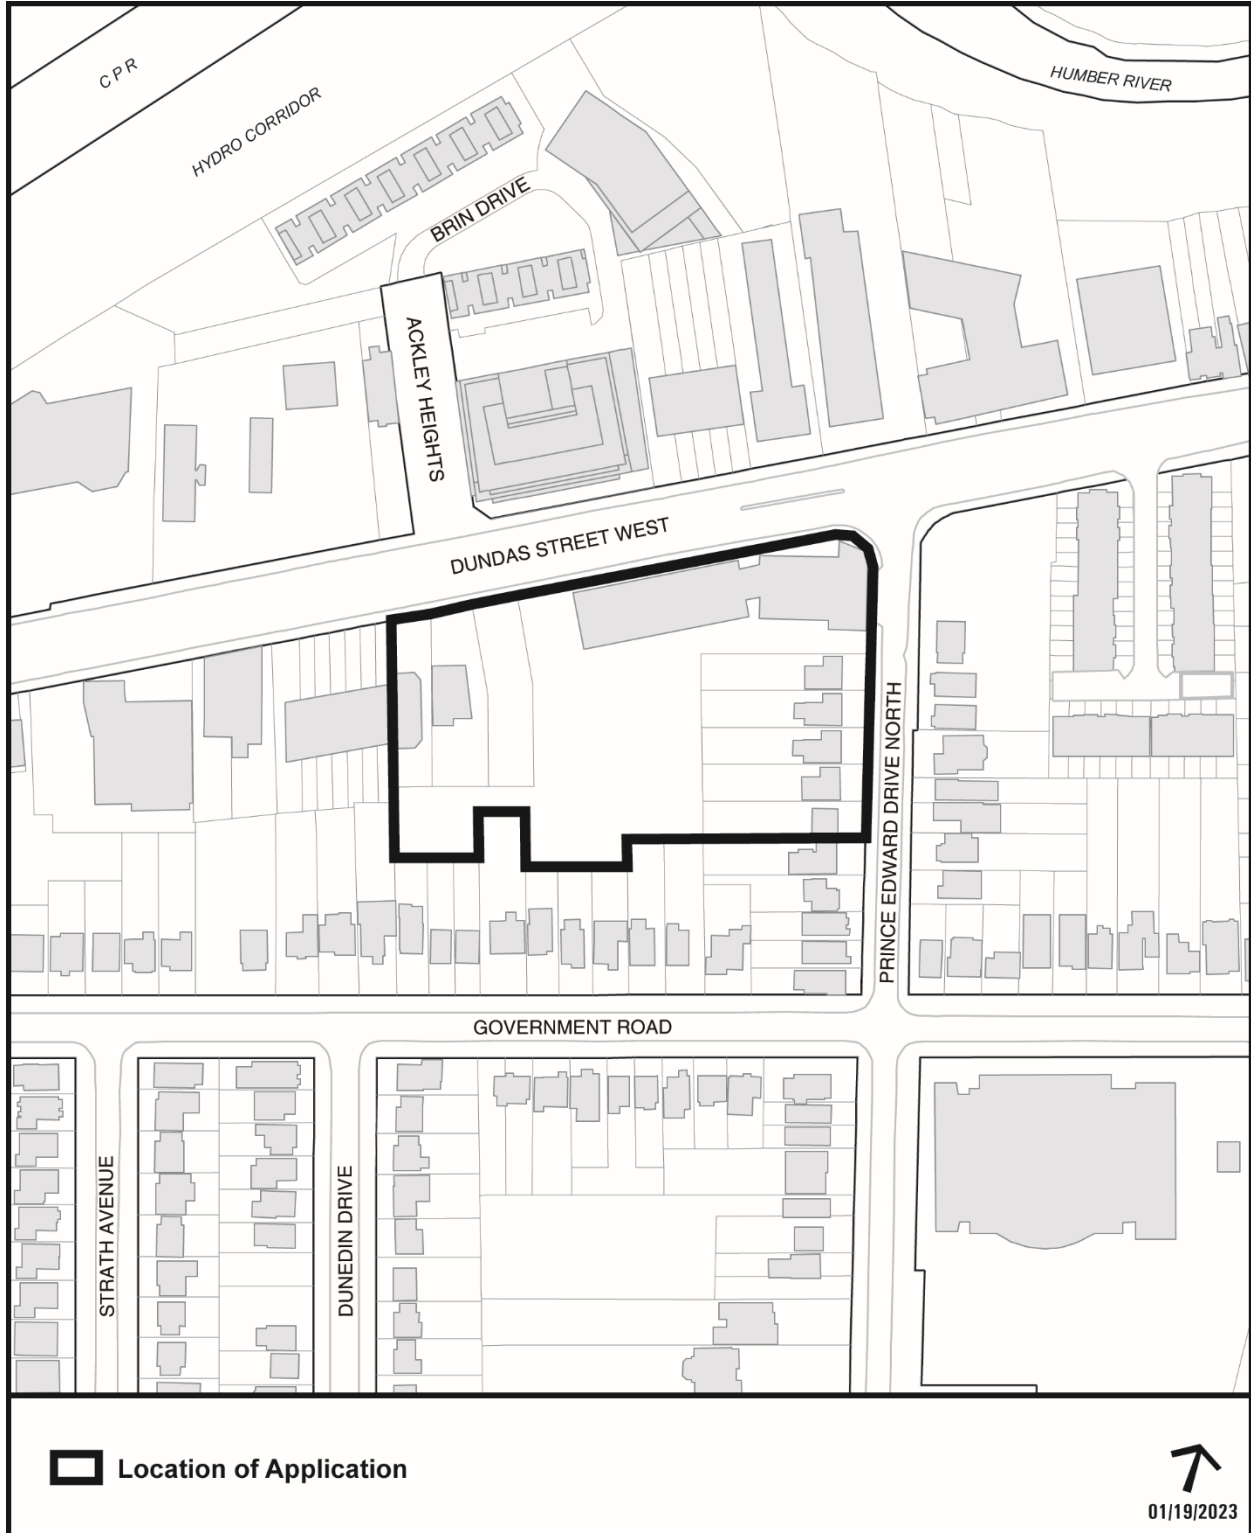 CPR
HUMBER RIVER
HYDRO CORRIDOR
BRIN DRIVE
ACKLEY HEIGHTS
DUNDAS STREET WEST
PRINCE EDWARD DRIVE NORTH
GOVERNMENT ROAD
STRATH AVENUE
DUNEDIN DRIVE
Location of Application
01/19/2023